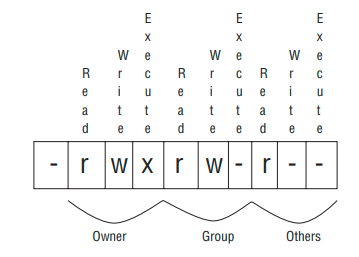 Read Write Execute Read Write Execute Read Write Execute
- r w x r w - r - -
Owner Group Others